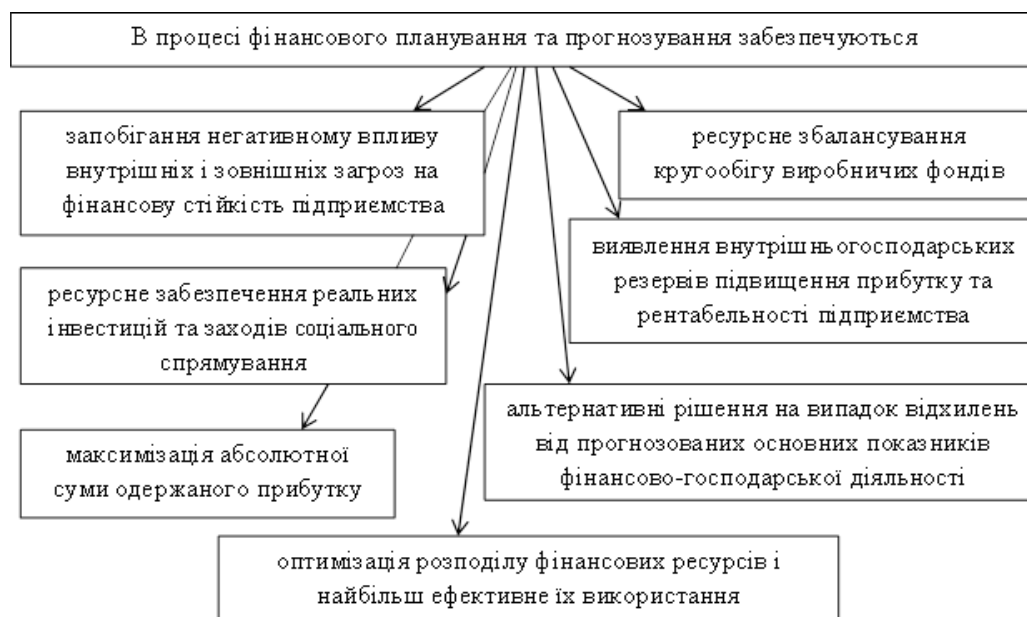 В процесі фінансового планування та прогнозування забезпечуються
запобігання негативному впливу
внутрішніх і зовнішніх загроз на
фінансову стійкість підприємства
ресурсне збалансування
кругообігу виробничих фондів
виявлення внутрішньогосподарських
резервів підвищення прибутку та
рентабельності підприємства
ресурсне забезпечення реальних
інвестицій та заходів соціального
спрямування
альтернативні рішення на випадок відхилень
від прогнозованих основних показників
фінансово-господарської діяльності
максимізація абсолютної
суми одержаного прибутку
оптимізація розподілу фінансових ресурсів і
найбільш ефективне їх використання